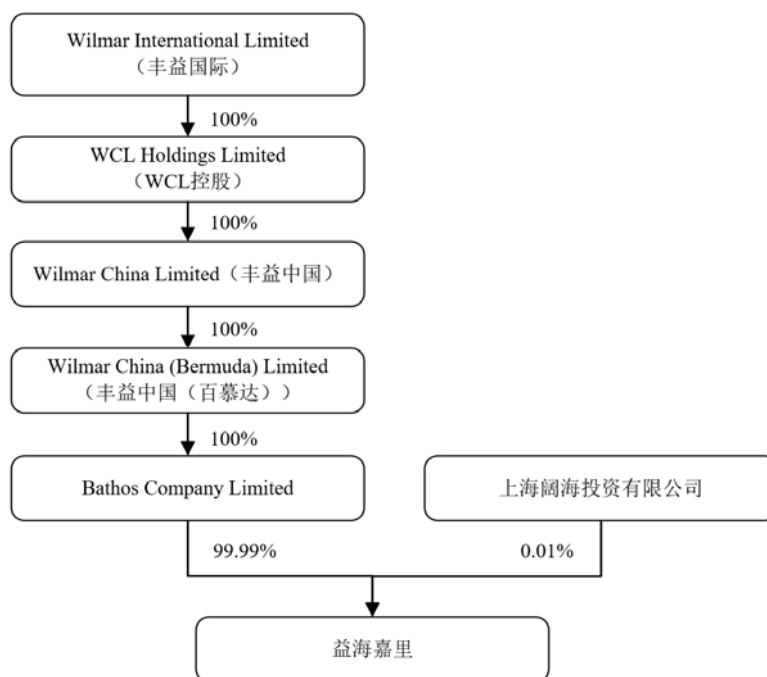 Wilmar International Limited
（丰益国际）
100%
WCL Holdings Limited
（WCL控股）
100%
Wilmar China Limited（丰益中国）
100%
Wilmar China (Bermuda) Limited
（丰益中国（百慕达））
100%
Bathos Company Limited
上海阔海投资有限公司
99.99%
0.01%
益海嘉里